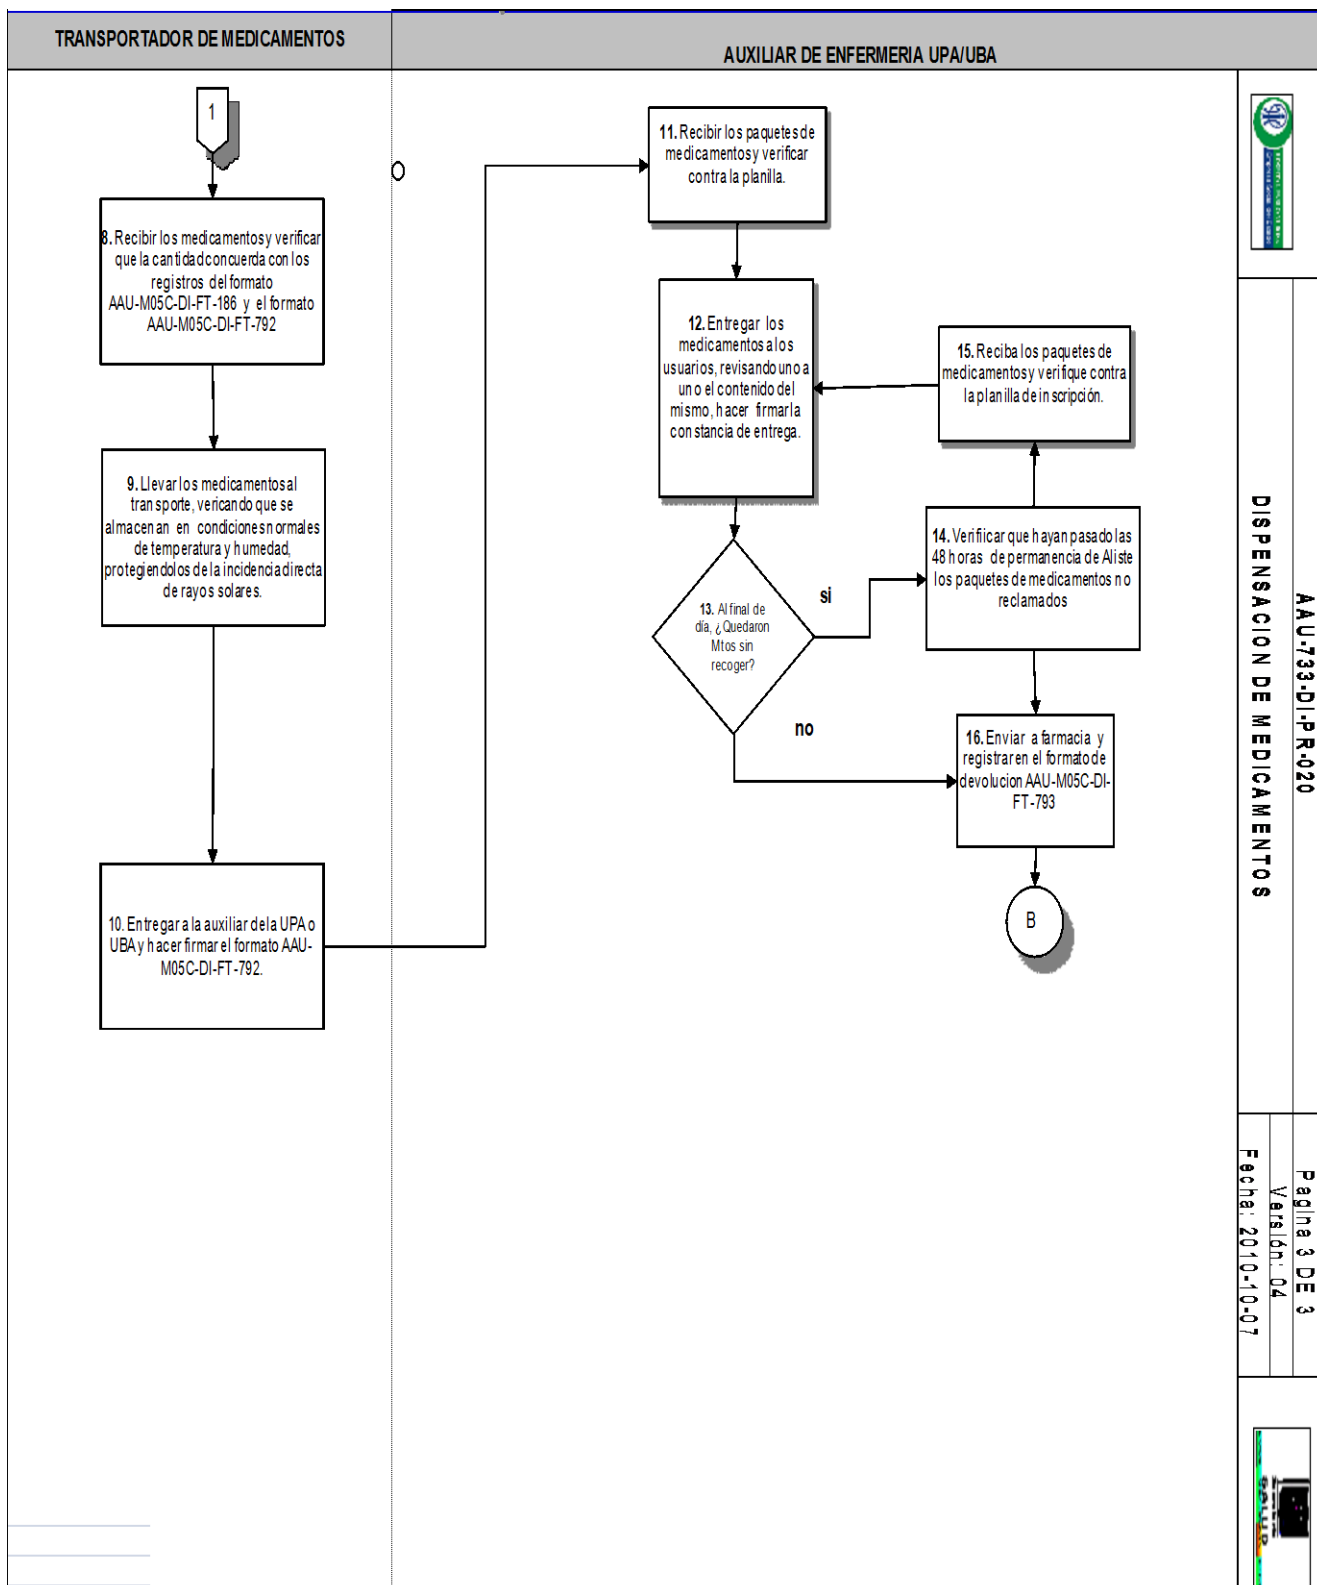 TRANSPORTADOR DE MEDICAMENTOS
AUXILIAR DE ENFERMERIA UPA/UBA
1
8. Recibir los medicamentos y verificar
que la cantidad concuerda con los
registros del formato
AAU-M05C-DI-FT-186 y el formato
AAU-M05C-DI-FT-792
9. Llevar los medicamentos al
transporte, vericando que se
almacenan en condiciones normales
de temperatura y humedad,
protegiendolos de la incidencia directa
de rayos solares.
10. Entregar a la auxiliar de la UPA o
UBA y hacer firmar el formato AAU-
M05C-DI-FT-792.
11. Recibir los paquetes de
medicamentos y verificar
contra la planilla.
12. Entregar los
medicamentos a los
usuarios, revisando uno a
uno el contenido del
mismo, hacer firmar la
constancia de entrega.
13. Al final de
día, ¿Quedaron
Mtos sin
recoger?
si
no
14. Verificar que hayan pasado las
48 horas de permanencia de Aliste
los paquetes de medicamentos no
reclamados
15. Reciba los paquetes de
medicamentos y verifique contra
la planilla de inscripción.
16. Enviar a farmacia y
registrar en el formato de
devolucion AAU-M05C-DI-
FT-793
B
AAU-733-DI-PR-020
DISPENSACION DE MEDICAMENTOS
Pagina 3 DE 3
Versión: 04
Fecha: 2010-10-07
SALUD